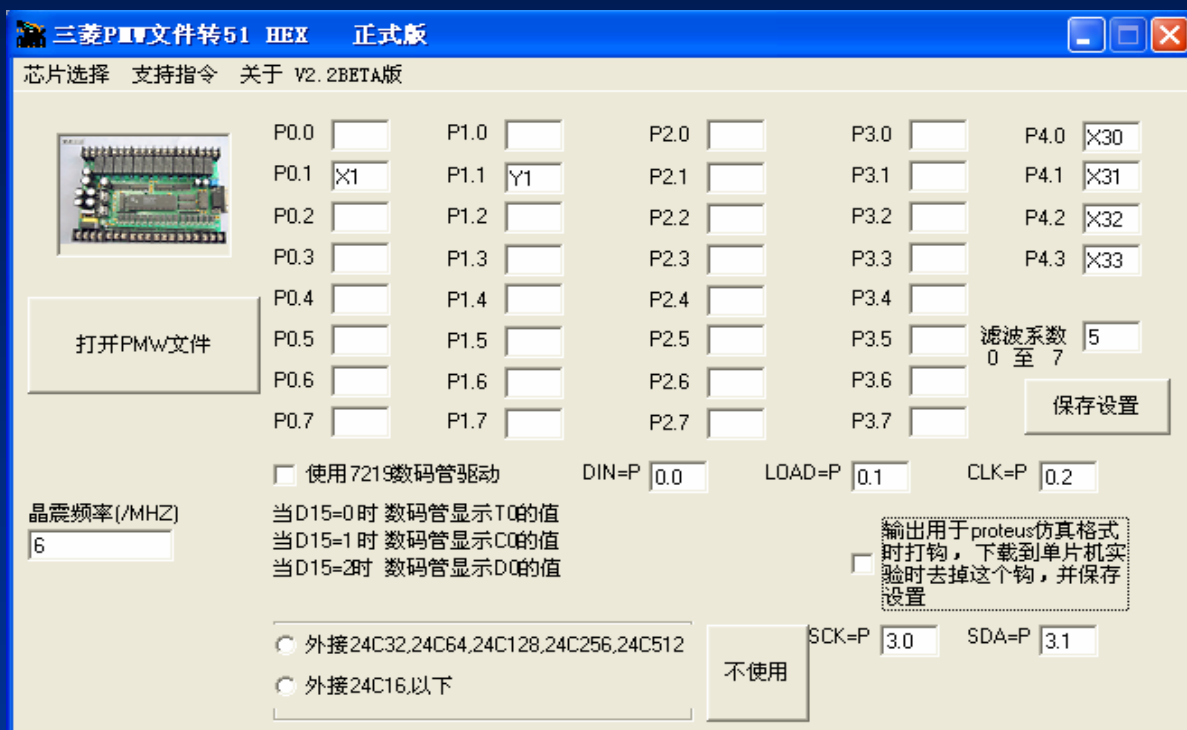 三菱PMW文件转51 HEX 正式版
芯片选择 支持指令 关于 V2.2BETA版
P0.0 P1.0 P2.0 P3.0 P4.0 X30
P0.1 X1 P1.1 Y1 P2.1 P3.1 P4.1 X31
P0.2 P1.2 P2.2 P3.2 P4.2 X32
P0.3 P1.3 P2.3 P3.3 P4.3 X33
P0.4 P1.4 P2.4 P3.4
打开PMW文件
P0.5 P1.5 P2.5 P3.5 滤波系数 5
0 至 7
P0.6 P1.6 P2.6 P3.6
保存设置
P0.7 P1.7 P2.7 P3.7
使用7219数码管驱动 DIN=P 0.0 LOAD=P 0.1 CLK=P 0.2
晶震频率(/MHZ)
6
当D15=0时 数码管显示T0的值
当D15=1时 数码管显示C0的值
当D15=2时 数码管显示D0的值
输出用于proteus仿真格式
时打钩，下载到单片机实
验时去掉这个钩，并保存
设置
外接24C32,24C64,24C128,24C256,24C512
外接24C16,以下
不使用
SCK=P 3.0 SDA=P 3.1